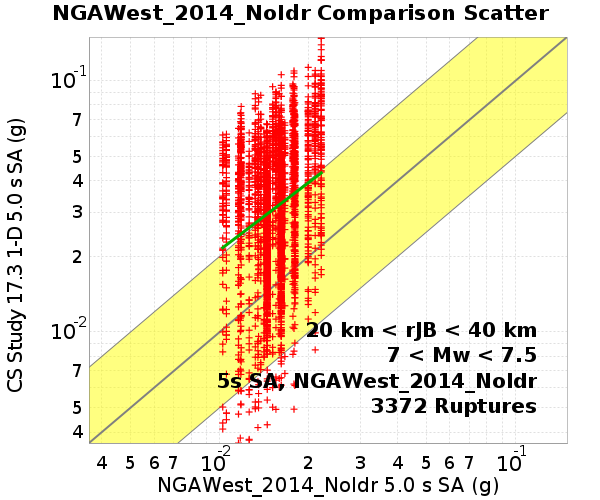 NGAWest_2014_NoIdr Comparison Scatter
CS Study 17.3 1-D 5.0 s SA (g)
10^-1
7
5
4
3
2
10^-2
7
5
4
20 km < rJB < 40 km
7 < Mw < 7.5
5s SA, NGAWest_2014_NoIdr
3372 Ruptures
4 5 6 7 10^-2 2 3 4 5 6 7 10^-1
NGAWest_2014_NoIdr 5.0 s SA (g)